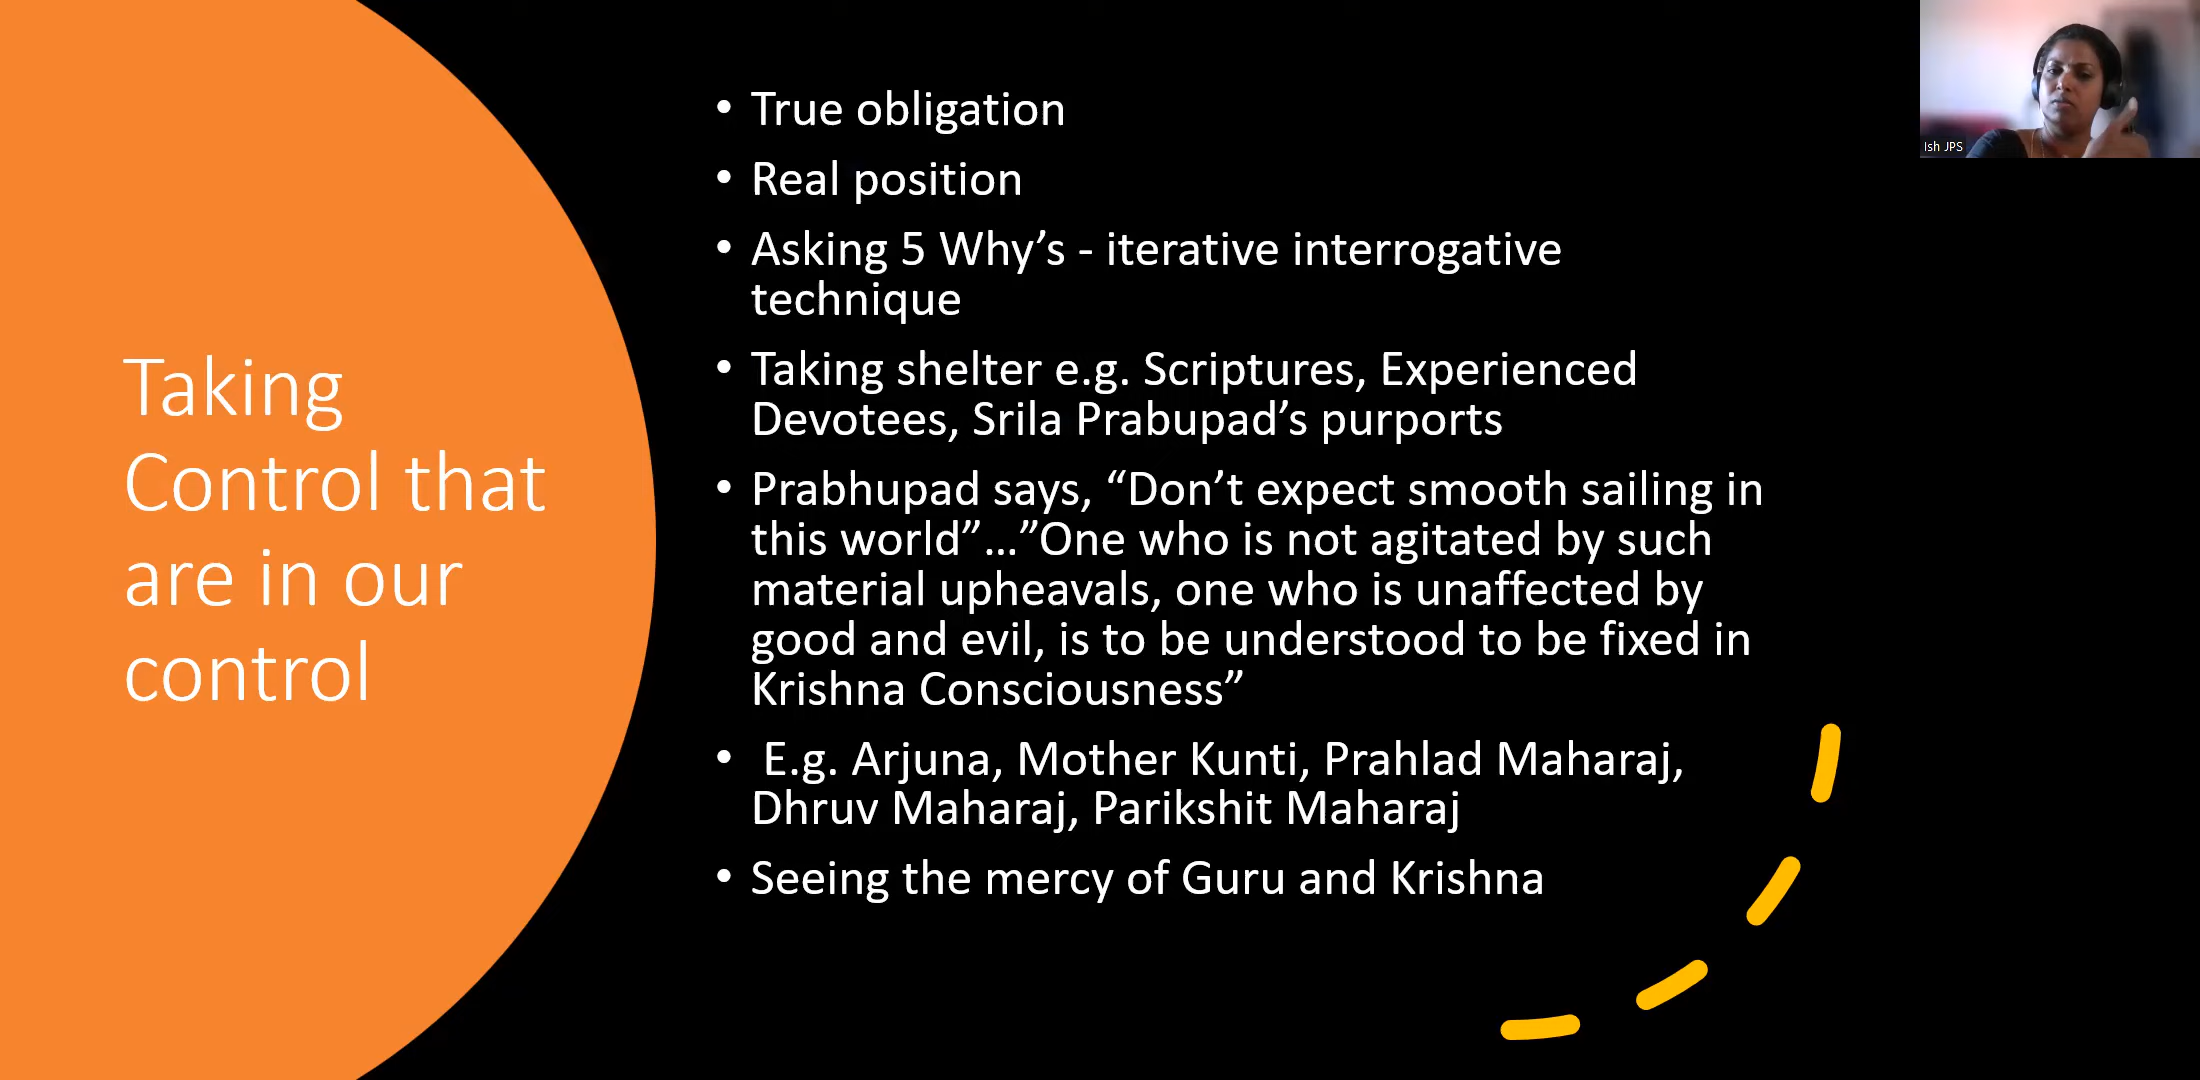 Taking
Control that
are in our
control
• True obligation
• Real position
• Asking 5 Why’s - iterative interrogative
technique
• Taking shelter e.g. Scriptures, Experienced
Devotees, Srila Prabupad’s purports
• Prabhupad says, “Don’t expect smooth sailing in
this world”…”One who is not agitated by such
material upheavals, one who is unaffected by
good and evil, is to be understood to be fixed in
Krishna Consciousness”
• E.g. Arjuna, Mother Kunti, Prahlad Maharaj,
Dhruv Maharaj, Parikshit Maharaj
• Seeing the mercy of Guru and Krishna
Ish JPS